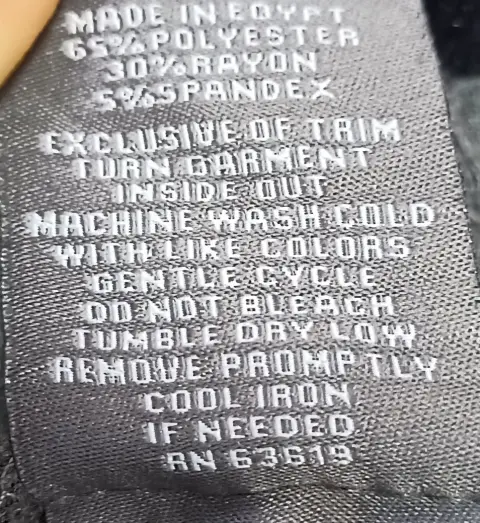 MADE IN EGYPT
65% POLYESTER
30% RAYON
5% SPANDEX
EXCLUSIVE OF TRIM
TURN GARMENT
INSIDE OUT
MACHINE WASH COLD
WITH LIKE COLORS
GENTLE CYCLE
DO NOT BLEACH
TUMBLE DRY LOW
REMOVE PROMPTLY
COOL IRON
IF NEEDED
RN 63619